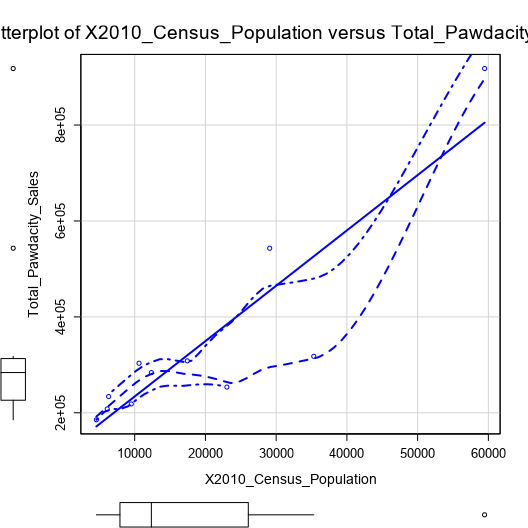 tterplot of X2010_Census_Population versus Total_Pawdacity
8e+05
6e+05
4e+05
2e+05
Total_Pawdacity_Sales
10000 20000 30000 40000 50000 60000
X2010_Census_Population